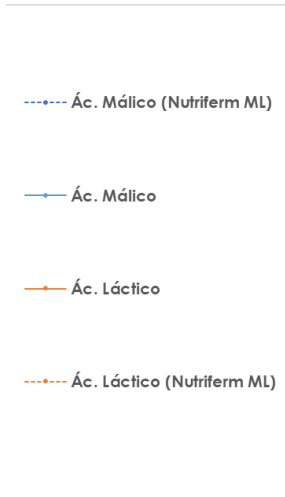 Ác. Málico (Nutriferm ML)
Ác. Málico
Ác. Láctico
Ác. Láctico (Nutriferm ML)